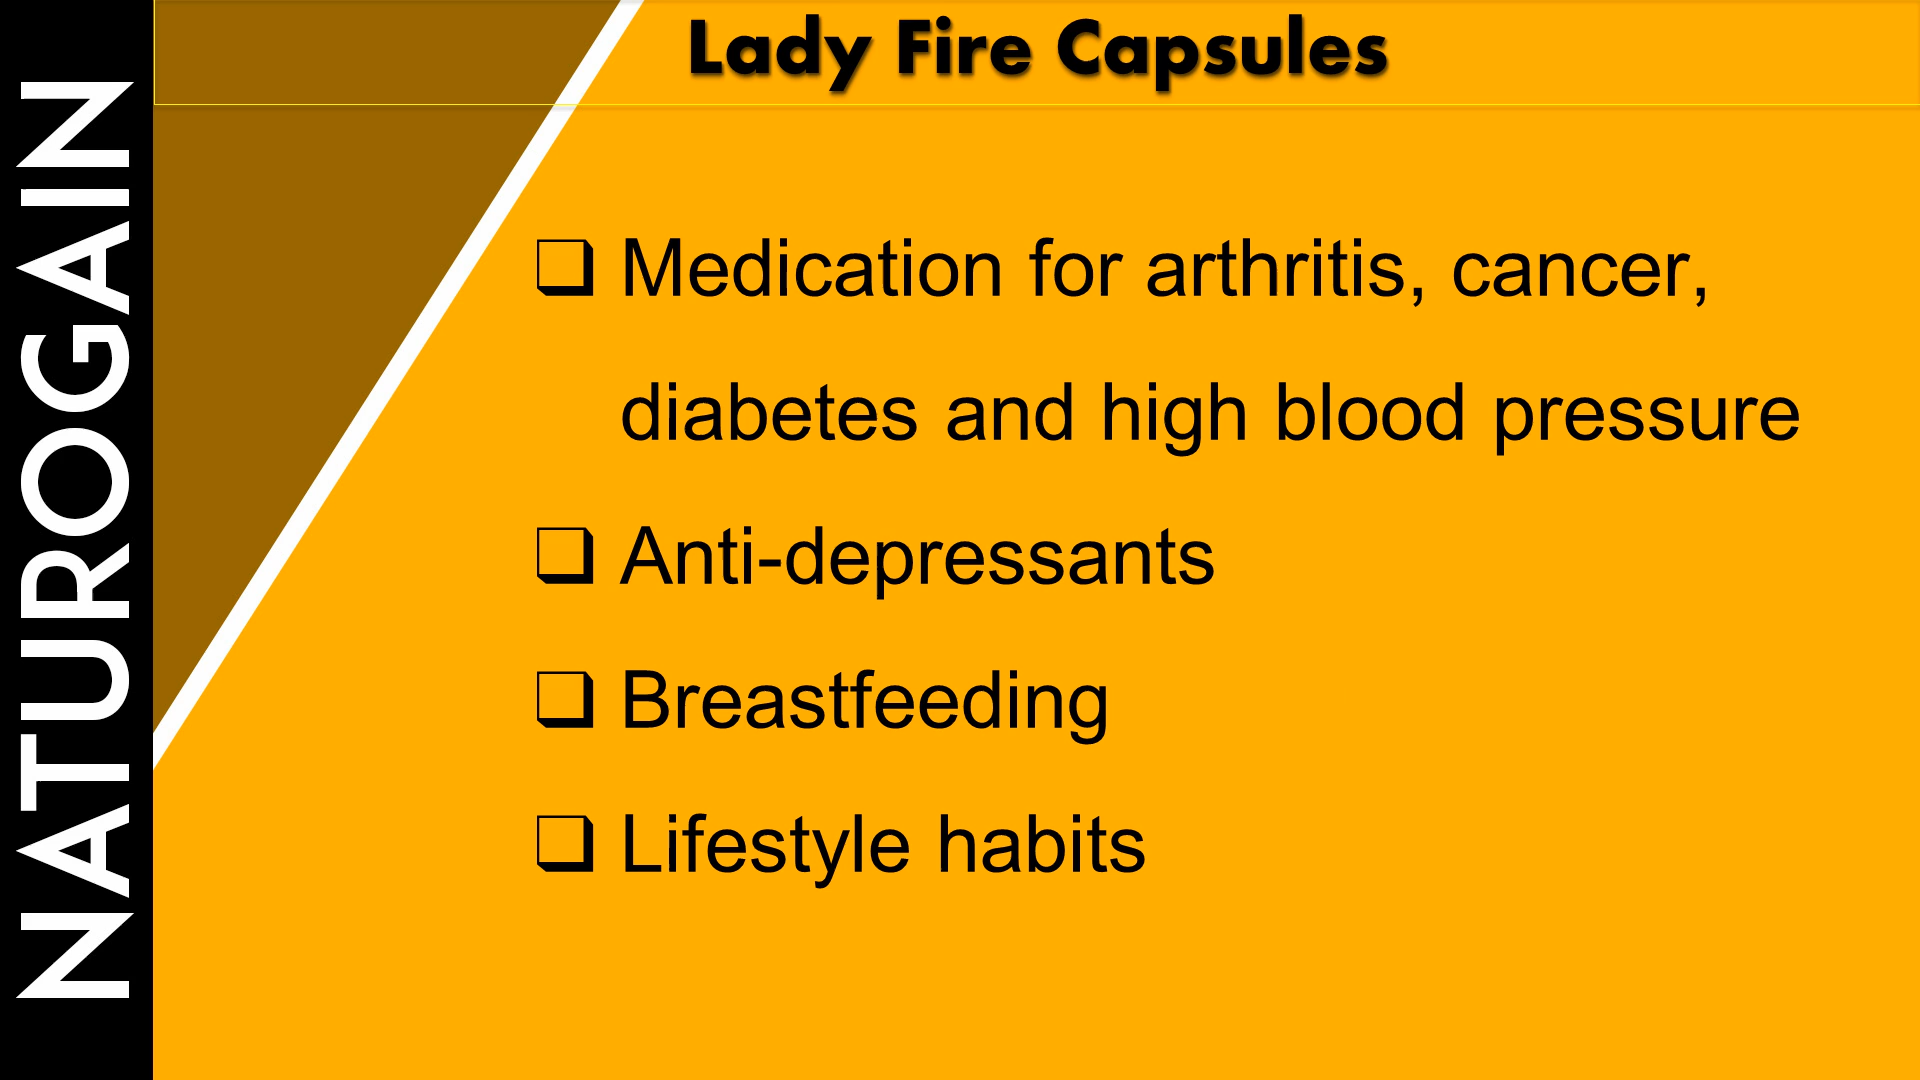 Lady Fire Capsules
NATUROGAIN
❑ Medication for arthritis, cancer,
diabetes and high blood pressure
❑ Anti-depressants
❑ Breastfeeding
❑ Lifestyle habits